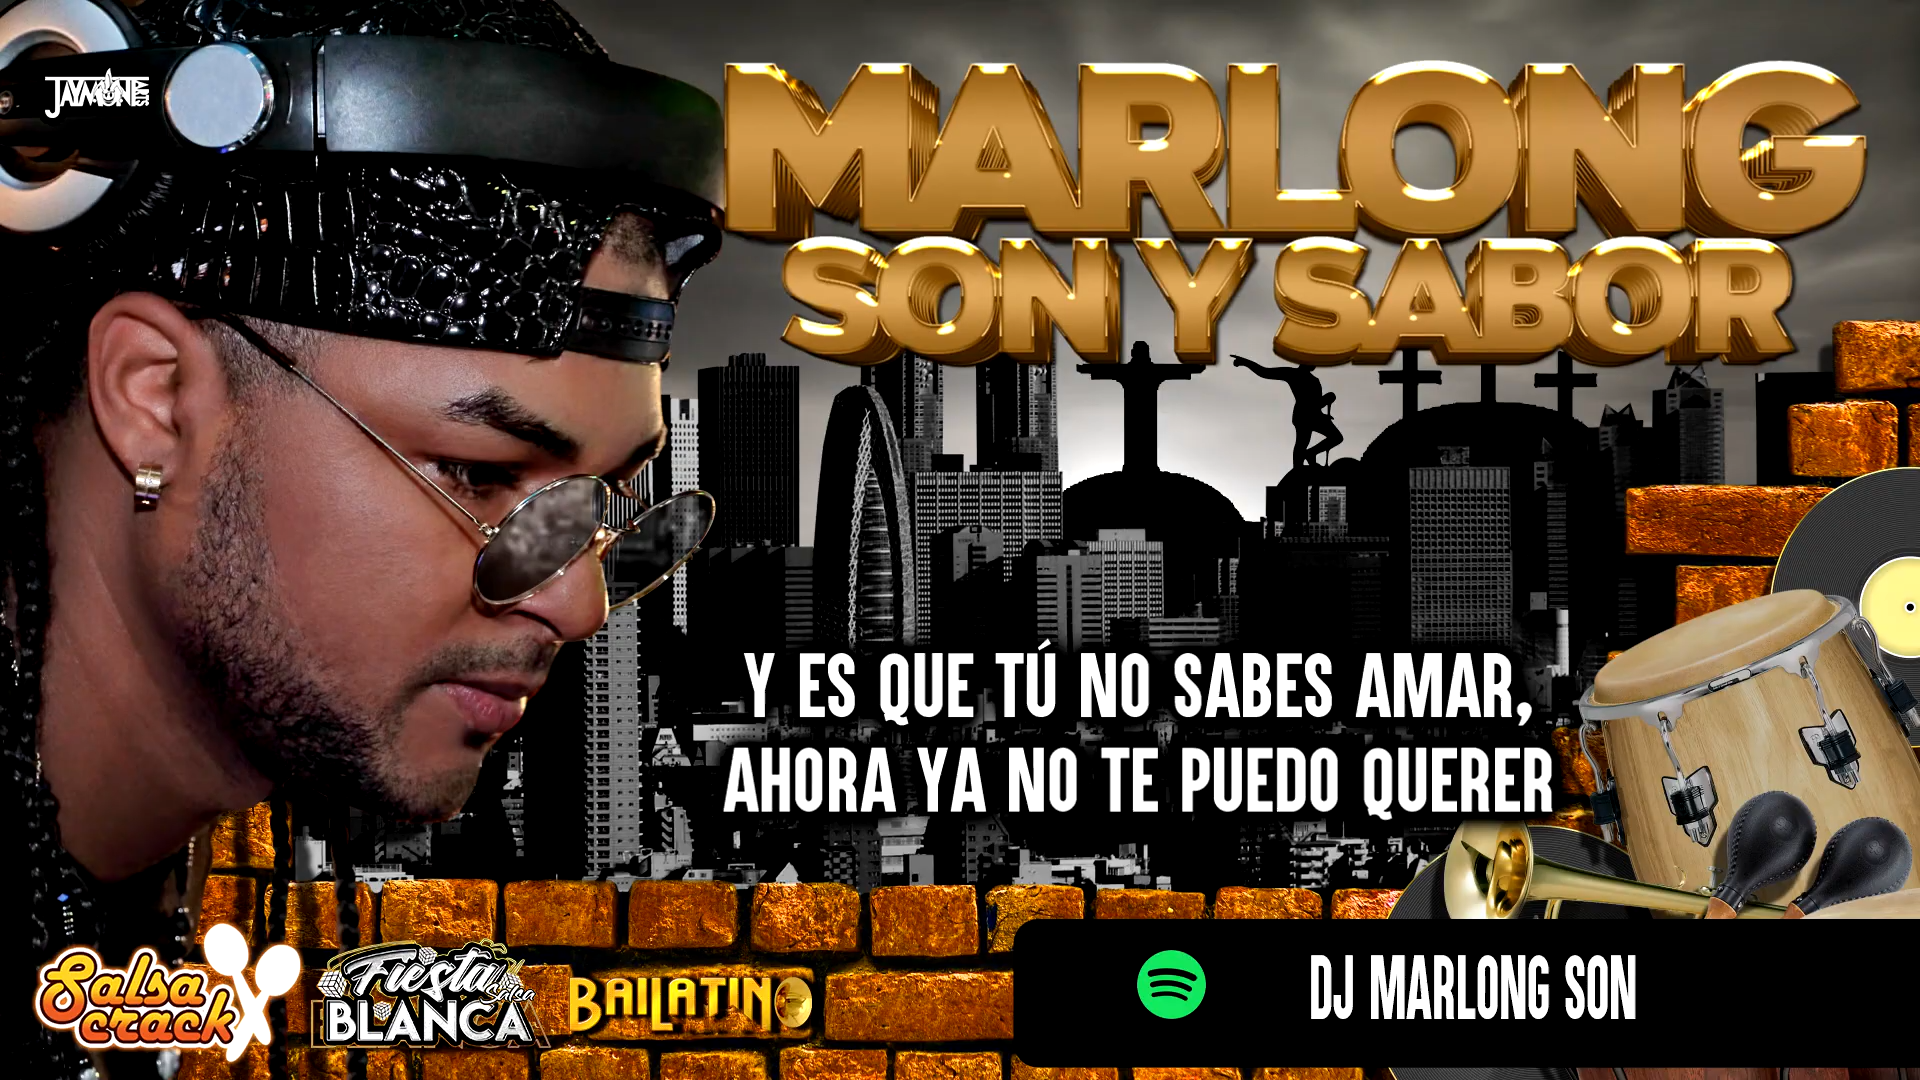 MARLONG
SON Y SABOR
Y ES QUE TÚ NO SABES AMAR,
AHORA YA NO TE PUEDO QUERER
Salsa
crack
Fiesta
Salsa
BLANCA
BAILATINO
DJ MARLONG SON